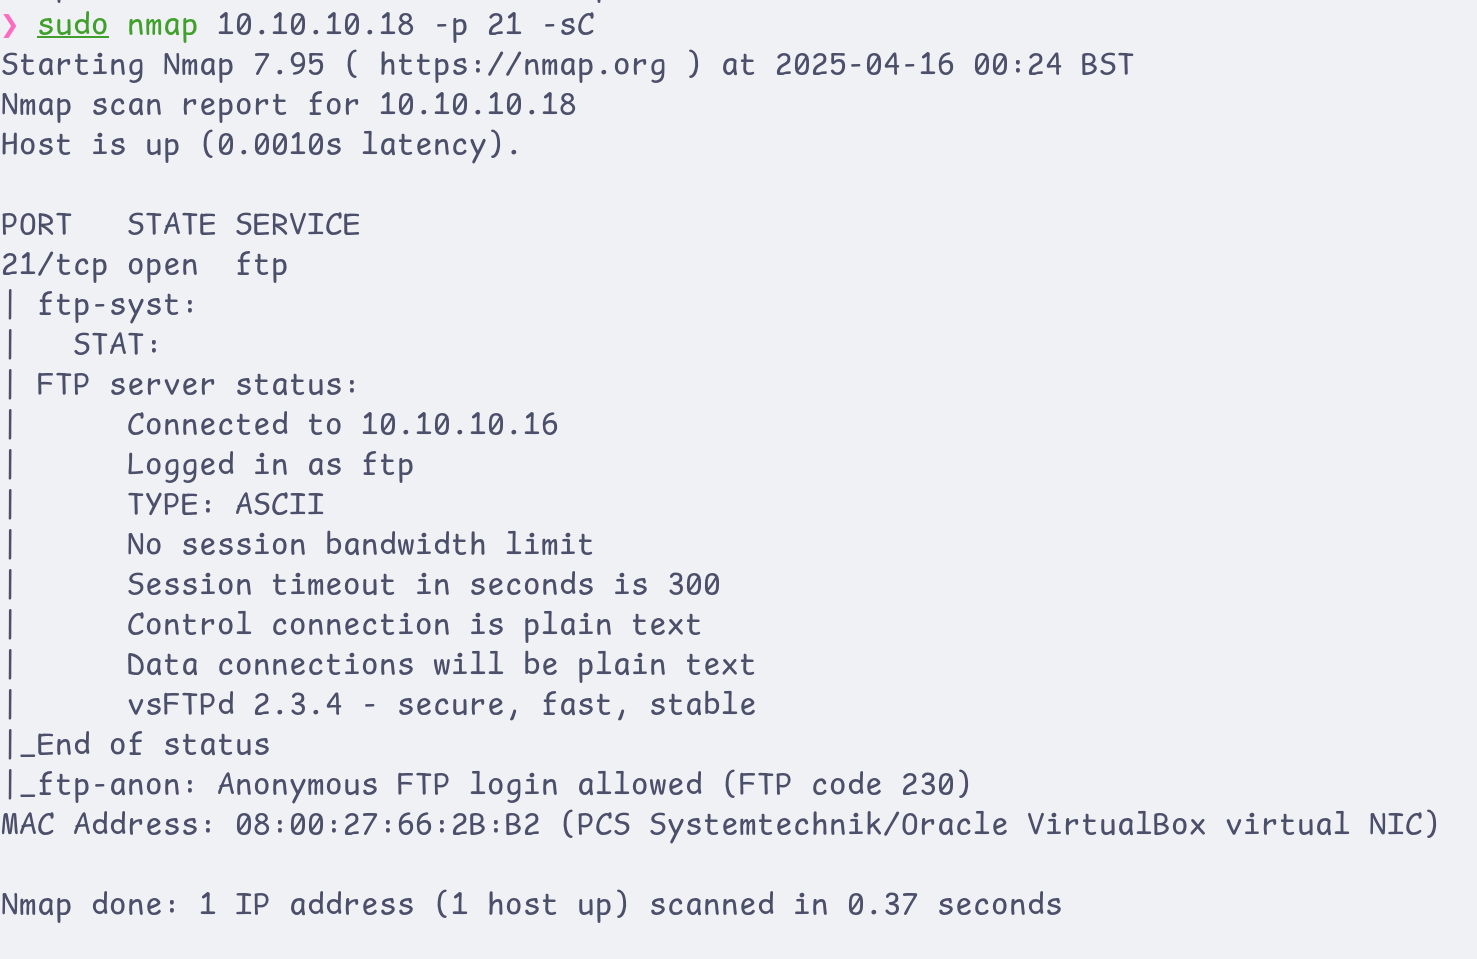 ❯ sudo nmap 10.10.10.18 -p 21 -sC
Starting Nmap 7.95 ( https://nmap.org ) at 2025-04-16 00:24 BST
Nmap scan report for 10.10.10.18
Host is up (0.0010s latency).

PORT   STATE SERVICE
21/tcp open  ftp
| ftp-syst:
|   STAT:
| FTP server status:
|      Connected to 10.10.10.16
|      Logged in as ftp
|      TYPE: ASCII
|      No session bandwidth limit
|      Session timeout in seconds is 300
|      Control connection is plain text
|      Data connections will be plain text
|      vsFTPd 2.3.4 - secure, fast, stable
|_End of status
|_ftp-anon: Anonymous FTP login allowed (FTP code 230)
MAC Address: 08:00:27:66:2B:B2 (PCS Systemtechnik/Oracle VirtualBox virtual NIC)

Nmap done: 1 IP address (1 host up) scanned in 0.37 seconds